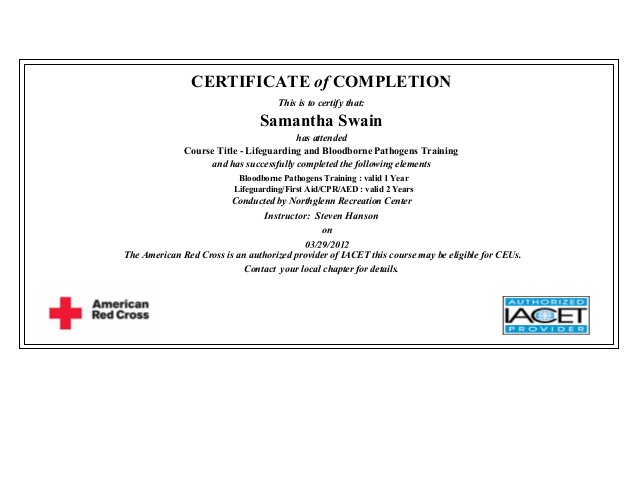 CERTIFICATE of COMPLETION
This is to certify that:
Samantha Swain
has attended
Course Title - Lifeguarding and Bloodborne Pathogens Training
and has successfully completed the following elements
Bloodborne Pathogens Training : valid 1 Year
Lifeguarding/First Aid/CPR/AED : valid 2 Years
Conducted by Northglenn Recreation Center
Instructor: Steven Hanson
on
03/29/2012
The American Red Cross is an authorized provider of IACET this course may be eligible for CEUs.
Contact your local chapter for details.
American
Red Cross
AUTHORIZED
IACET
PROVIDER